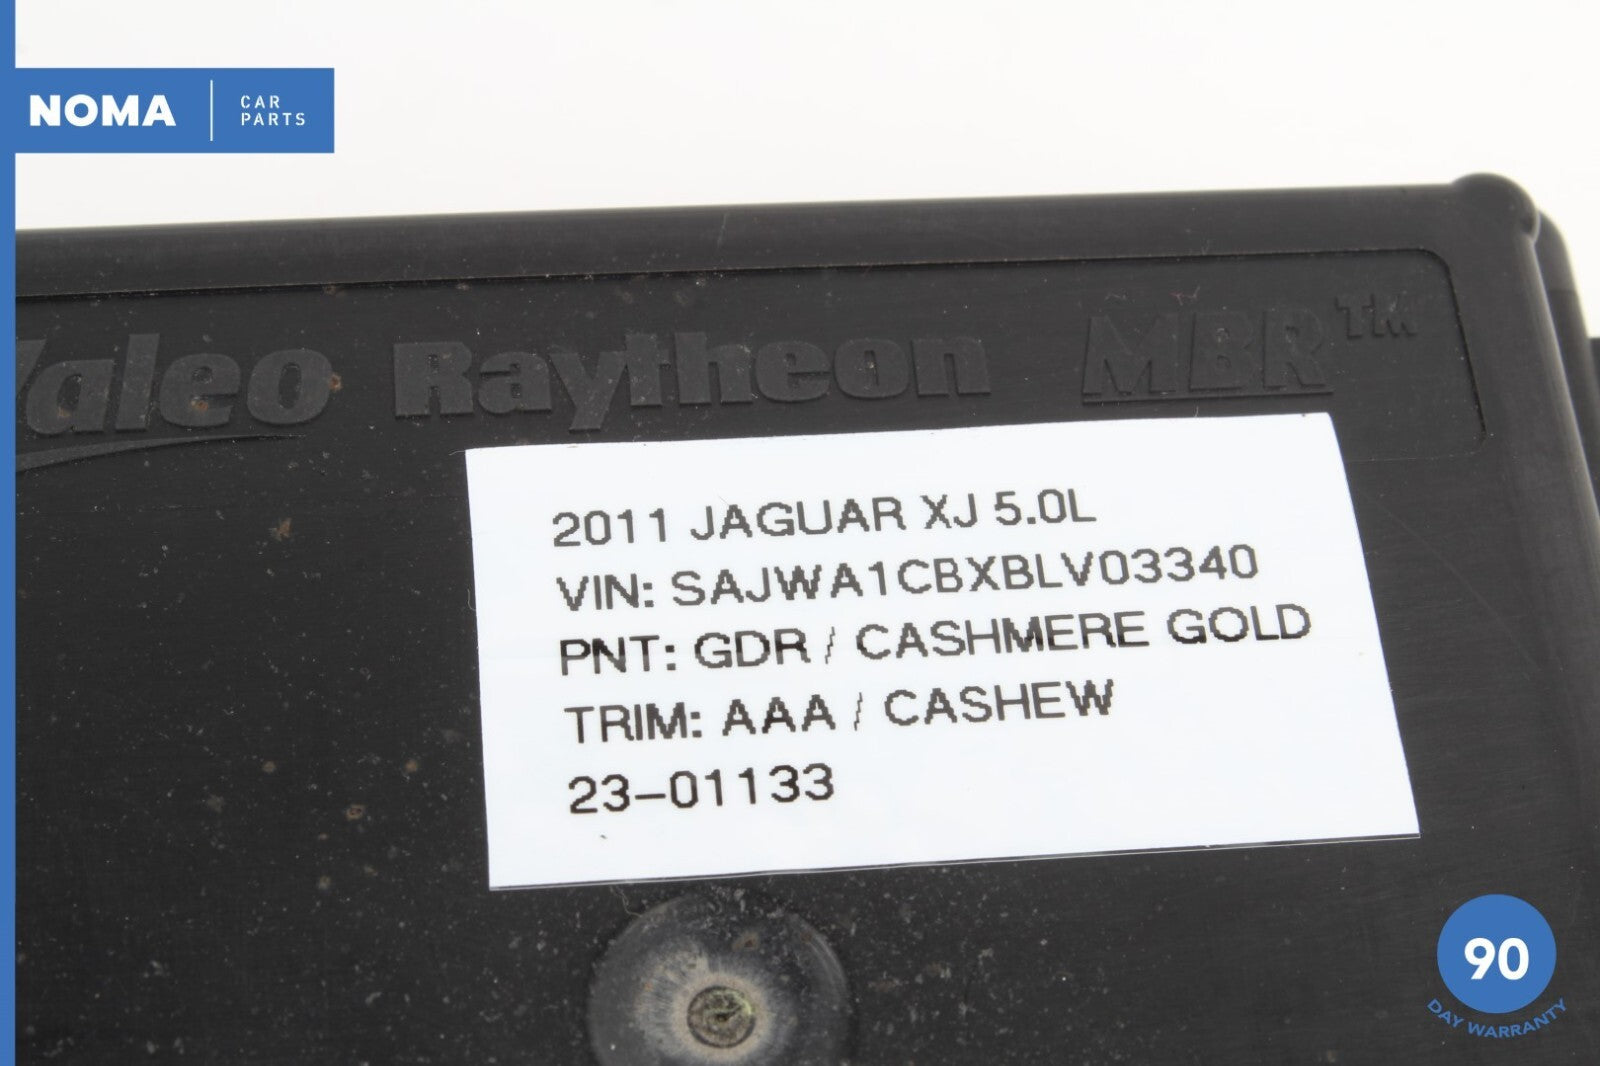 NOMA
CAR
PARTS
Valeo Raytheon MBR™
2011 JAGUAR XJ 5.0L
VIN: SAJWA1CBXBLV03340
PNT: GDR / CASHMERE GOLD
TRIM: AAA / CASHEW
23-01133
90
DAY WARRANTY